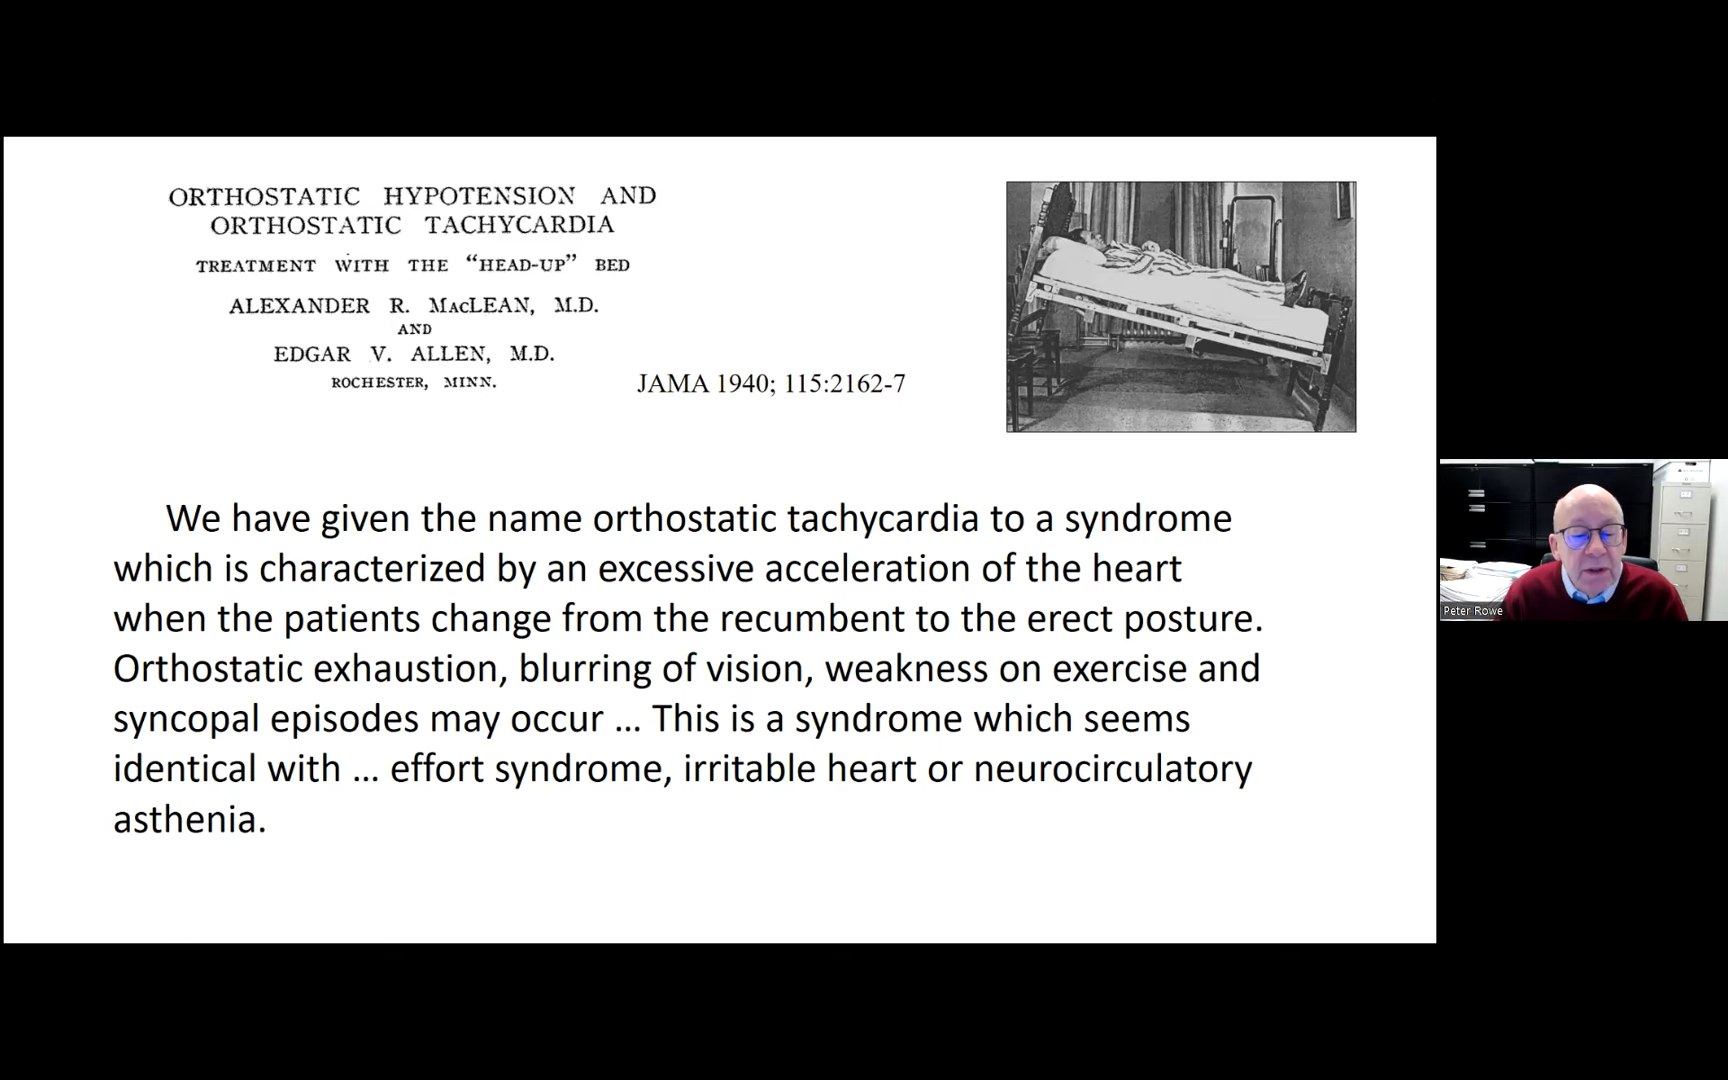 ORTHOSTATIC HYPOTENSION AND
ORTHOSTATIC TACHYCARDIA
TREATMENT WITH THE “HEAD-UP” BED
ALEXANDER R. MacLEAN, M.D.
AND
EDGAR V. ALLEN, M.D.
ROCHESTER, MINN.
JAMA 1940; 115:2162-7
We have given the name orthostatic tachycardia to a syndrome
which is characterized by an excessive acceleration of the heart
when the patients change from the recumbent to the erect posture.
Orthostatic exhaustion, blurring of vision, weakness on exercise and
syncopal episodes may occur … This is a syndrome which seems
identical with … effort syndrome, irritable heart or neurocirculatory
asthenia.
Peter Rowe